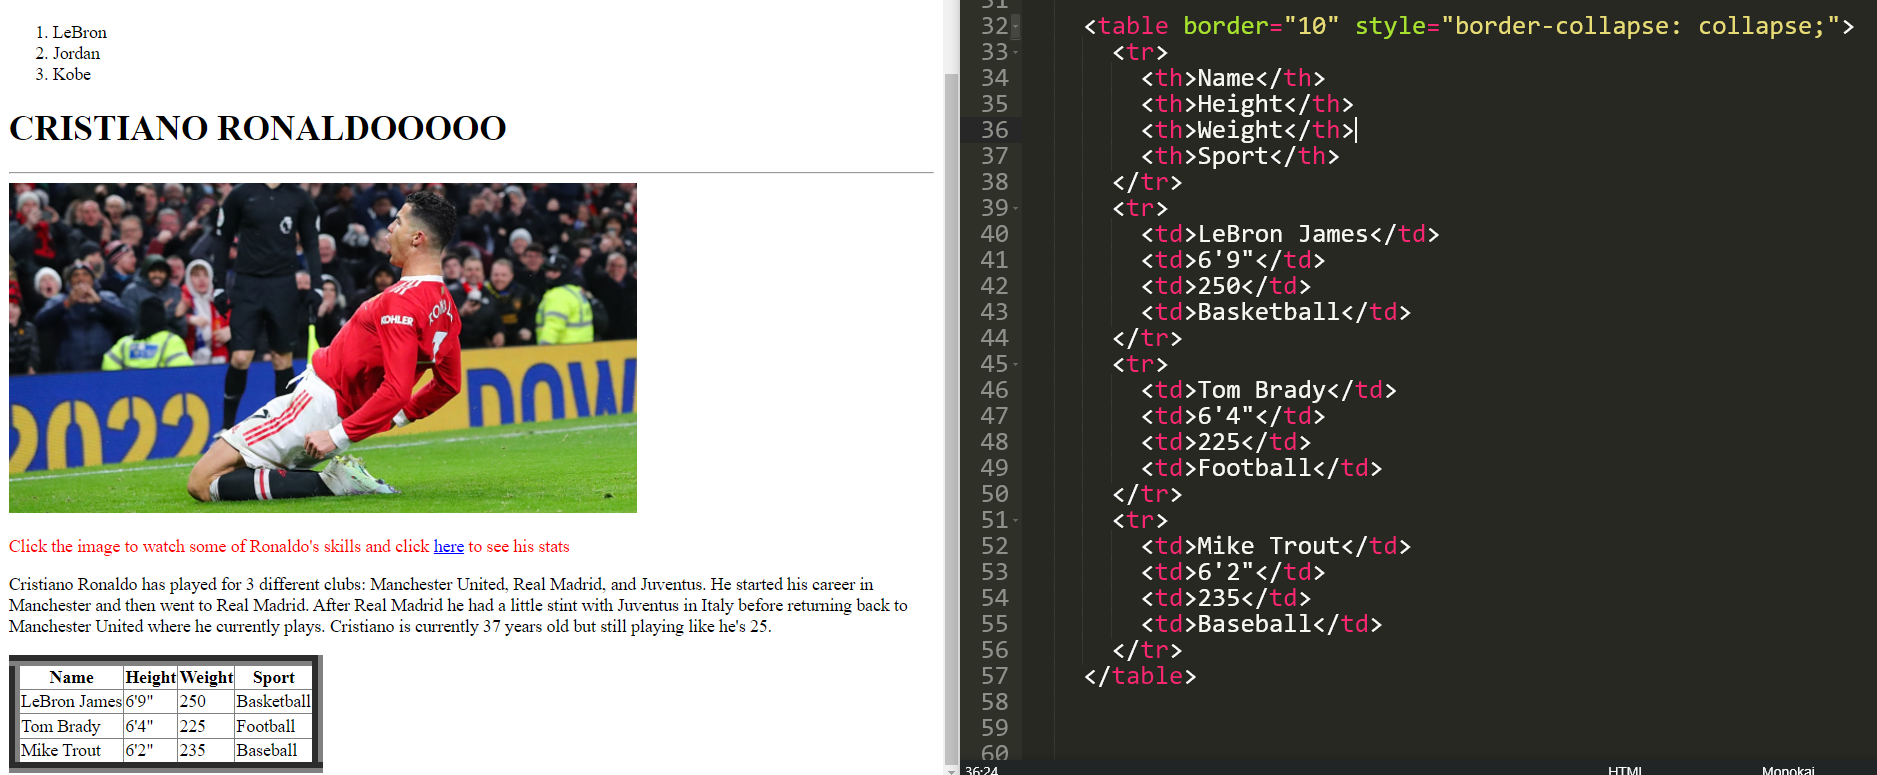 1. LeBron
2. Jordan
3. Kobe
CRISTIANO RONALDOOOOO
KOHLER
2022
DOW
Click the image to watch some of Ronaldo's skills and click here to see his stats
Cristiano Ronaldo has played for 3 different clubs: Manchester United, Real Madrid, and Juventus. He started his career in
Manchester and then went to Real Madrid. After Real Madrid he had a little stint with Juventus in Italy before returning back to
Manchester United where he currently plays. Cristiano is currently 37 years old but still playing like he's 25.
Name Height Weight Sport
LeBron James 6'9" 250 Basketball
Tom Brady 6'4" 225 Football
Mike Trout 6'2" 235 Baseball
31
32 <table border="10" style="border-collapse: collapse;">
33 <tr>
34 <th>Name</th>
35 <th>Height</th>
36 <th>Weight</th>
37 <th>Sport</th>
38 </tr>
39 <tr>
40 <td>LeBron James</td>
41 <td>6'9"</td>
42 <td>250</td>
43 <td>Basketball</td>
44 </tr>
45 <tr>
46 <td>Tom Brady</td>
47 <td>6'4"</td>
48 <td>225</td>
49 <td>Football</td>
50 </tr>
51 <tr>
52 <td>Mike Trout</td>
53 <td>6'2"</td>
54 <td>235</td>
55 <td>Baseball</td>
56 </tr>
57 </table>
58
59
60
36:24 HTML Monokai